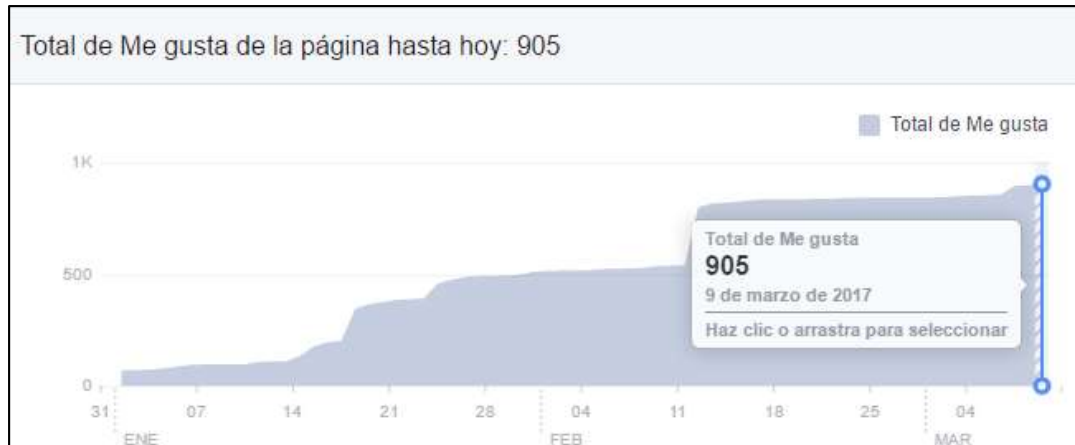 Total de Me gusta de la página hasta hoy: 905
Total de Me gusta
1K
500
0
Total de Me gusta
905
9 de marzo de 2017
Haz clic o arrastra para seleccionar
31 07 14 21 28 04 11 18 25 04
ENE FEB MAR